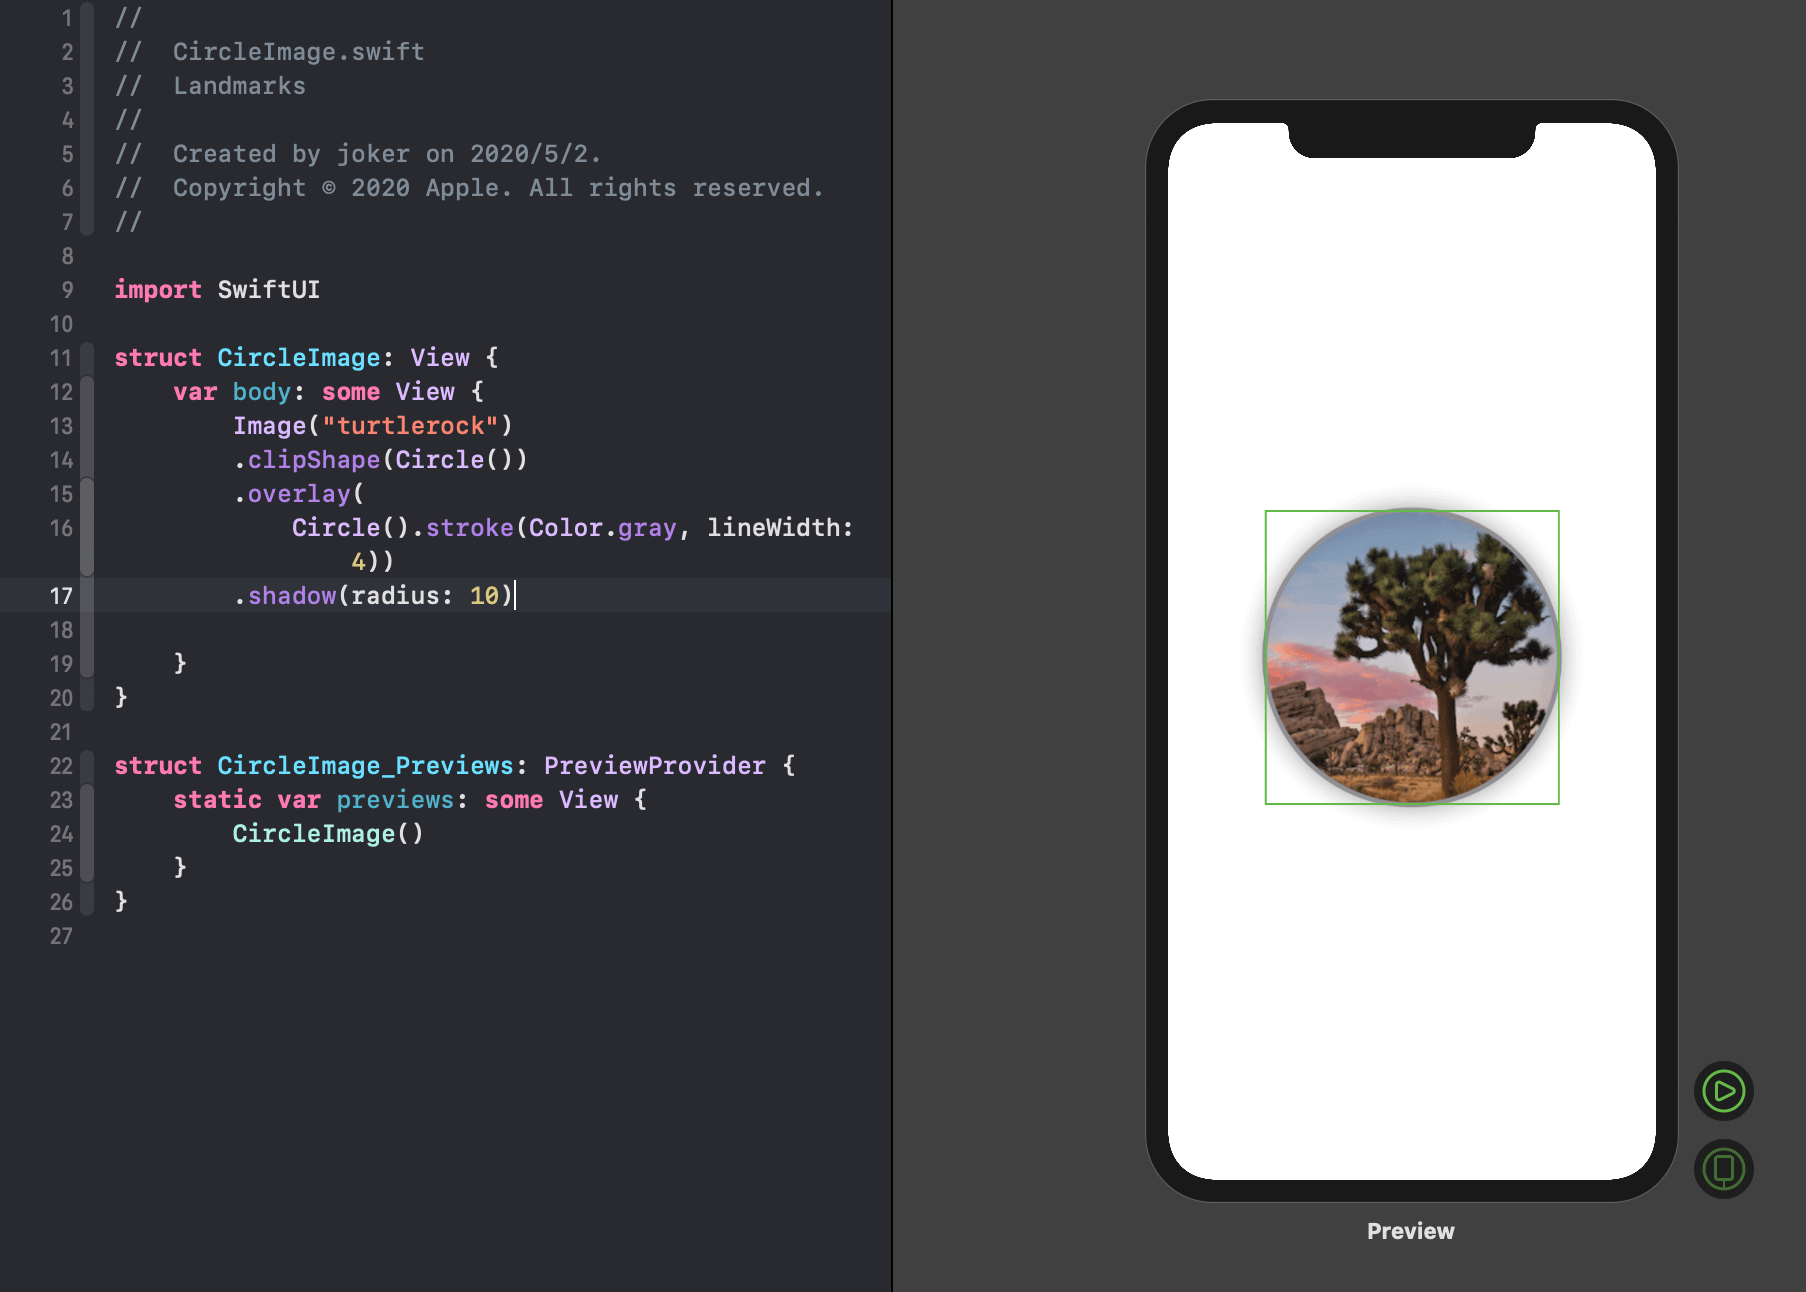 1 //
2 //  CircleImage.swift
3 //  Landmarks
4 //
5 //  Created by joker on 2020/5/2.
6 //  Copyright © 2020 Apple. All rights reserved.
7 //
8
9 import SwiftUI
10
11 struct CircleImage: View {
12     var body: some View {
13         Image("turtlerock")
14         .clipShape(Circle())
15         .overlay(
16             Circle().stroke(Color.gray, lineWidth:
                4))
17         .shadow(radius: 10)
18
19     }
20 }
21
22 struct CircleImage_Previews: PreviewProvider {
23     static var previews: some View {
24         CircleImage()
25     }
26 }
27
Preview